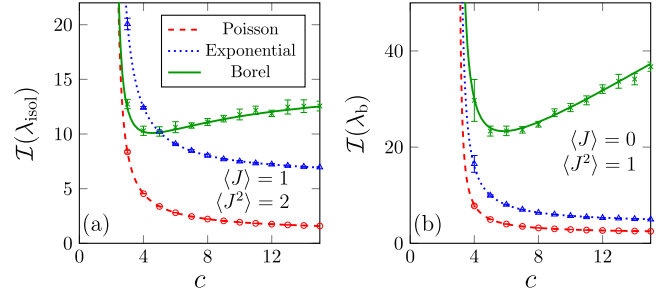 Poisson
Exponential
Borel
20
15
10
5
0
I(λ_isol)
⟨J⟩ = 1
⟨J²⟩ = 2
(a)
0 4 8 12
c
40
20
0
I(λ_b)
⟨J⟩ = 0
⟨J²⟩ = 1
(b)
0 4 8 12
c